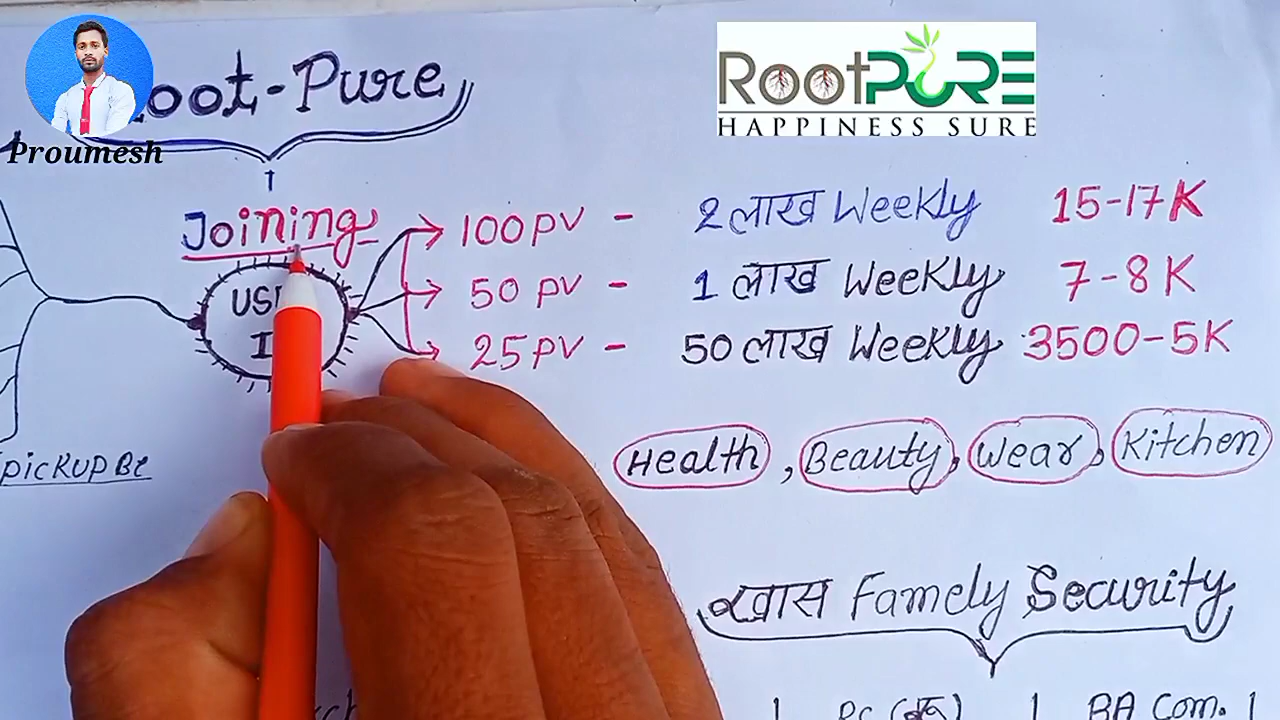 Root-Pure
Proumesh
RootPURE
HAPPINESS SURE
Joining
100 PV - 2 लाख Weekly 15-17K
50 PV - 1 लाख Weekly 7-8K
25 PV - 50 लाख Weekly 3500-5K
Health, Beauty, Wear, Kitchen
pickup Bt
खास Famely Security